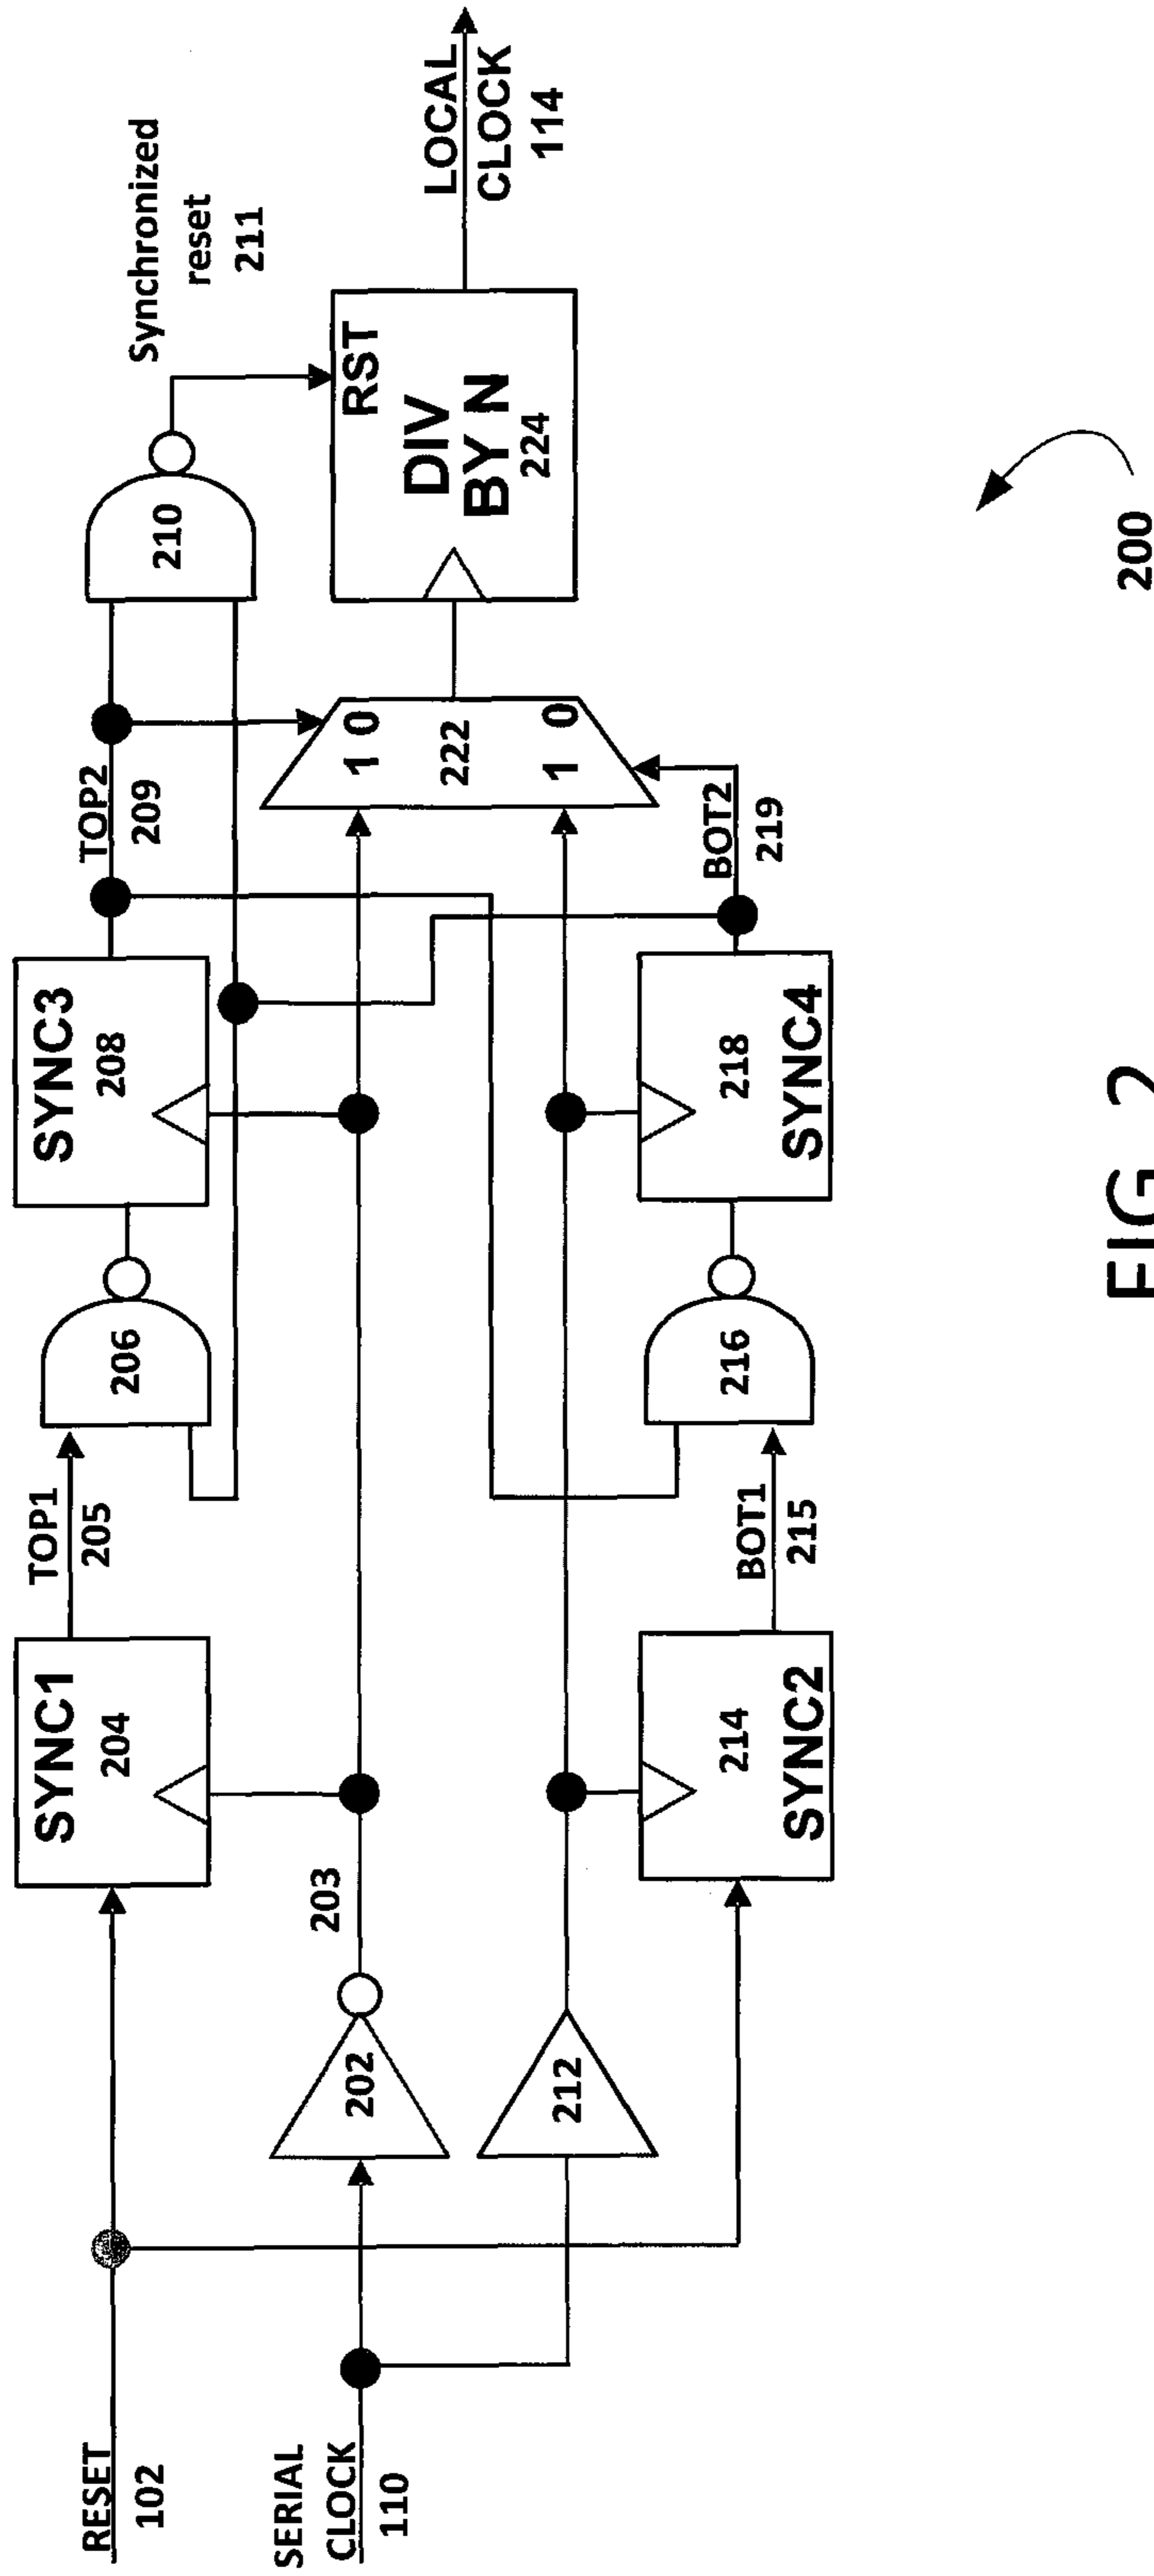 RESET
102
SERIAL
CLOCK
110
SYNC1
204
TOP1
205
206
SYNC3
208
TOP2
209
210
Synchronized
reset
211
202
203
212
1 0
222
1 0
RST
DIV
BY N
224
LOCAL
CLOCK
114
214
SYNC2
BOT1
215
216
218
SYNC4
BOT2
219
200
FIG. 2